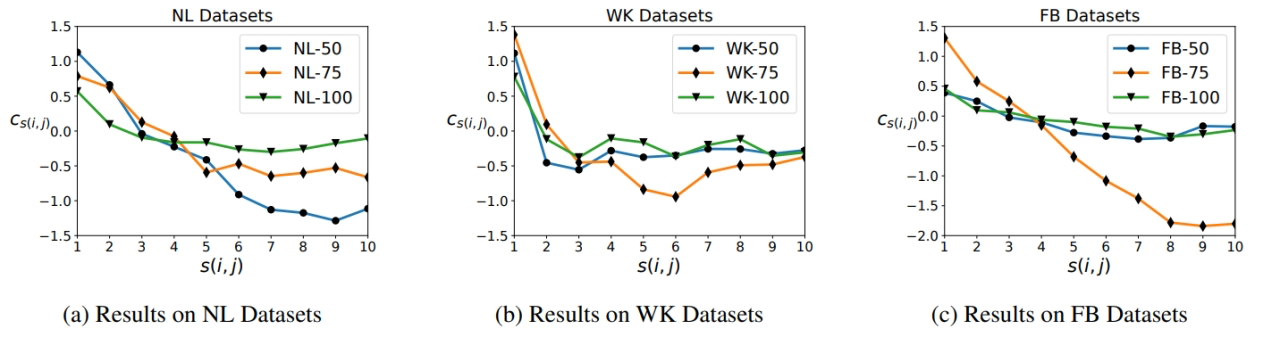 NL Datasets
1.5
1.0
0.5
0.0
−0.5
−1.0
−1.5
c_{s(i,j)}
NL-50
NL-75
NL-100
1 2 3 4 5 6 7 8 9 10
s(i, j)
(a) Results on NL Datasets
WK Datasets
1.5
1.0
0.5
0.0
−0.5
−1.0
−1.5
c_{s(i,j)}
WK-50
WK-75
WK-100
1 2 3 4 5 6 7 8 9 10
s(i, j)
(b) Results on WK Datasets
FB Datasets
1.5
1.0
0.5
0.0
−0.5
−1.0
−1.5
−2.0
c_{s(i,j)}
FB-50
FB-75
FB-100
1 2 3 4 5 6 7 8 9 10
s(i, j)
(c) Results on FB Datasets